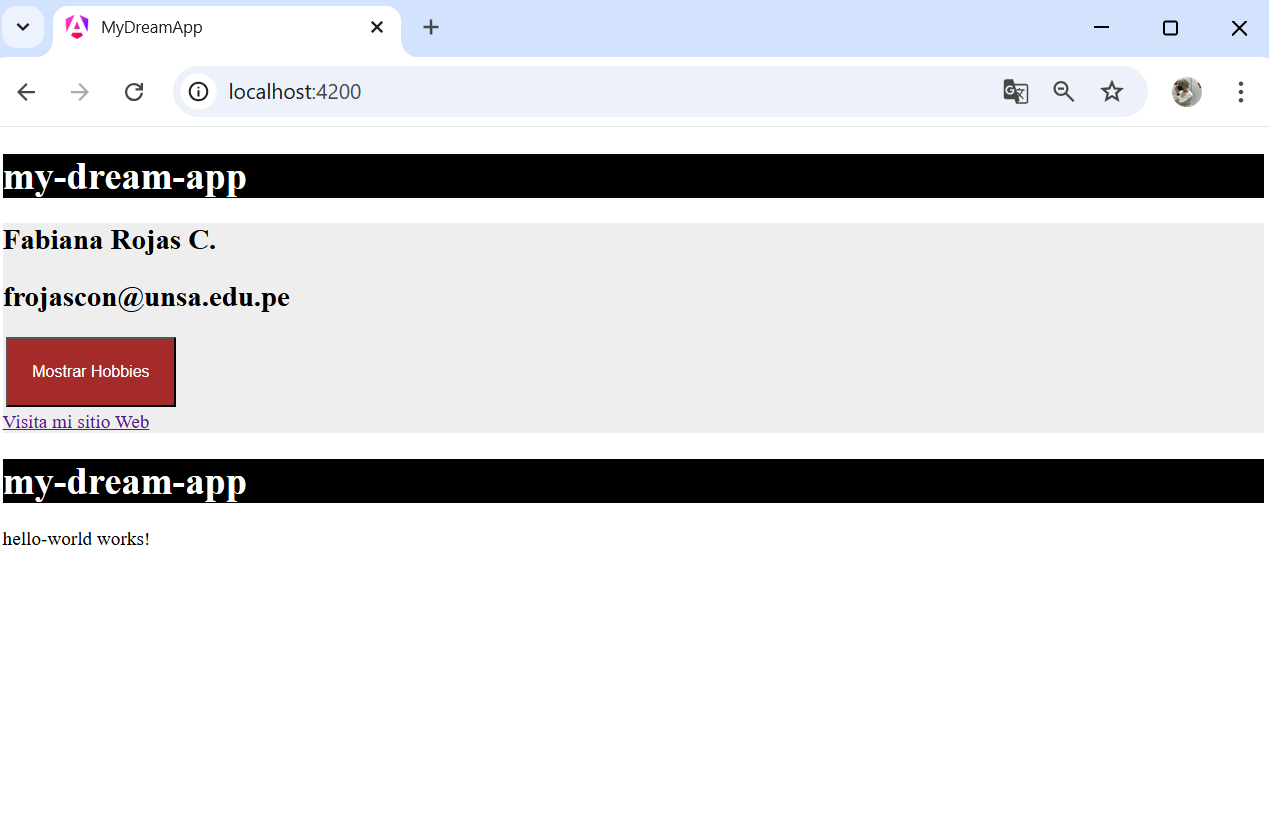 MyDreamApp
localhost:4200
my-dream-app
Fabiana Rojas C.
frojascon@unsa.edu.pe
Mostrar Hobbies
Visita mi sitio Web
my-dream-app
hello-world works!